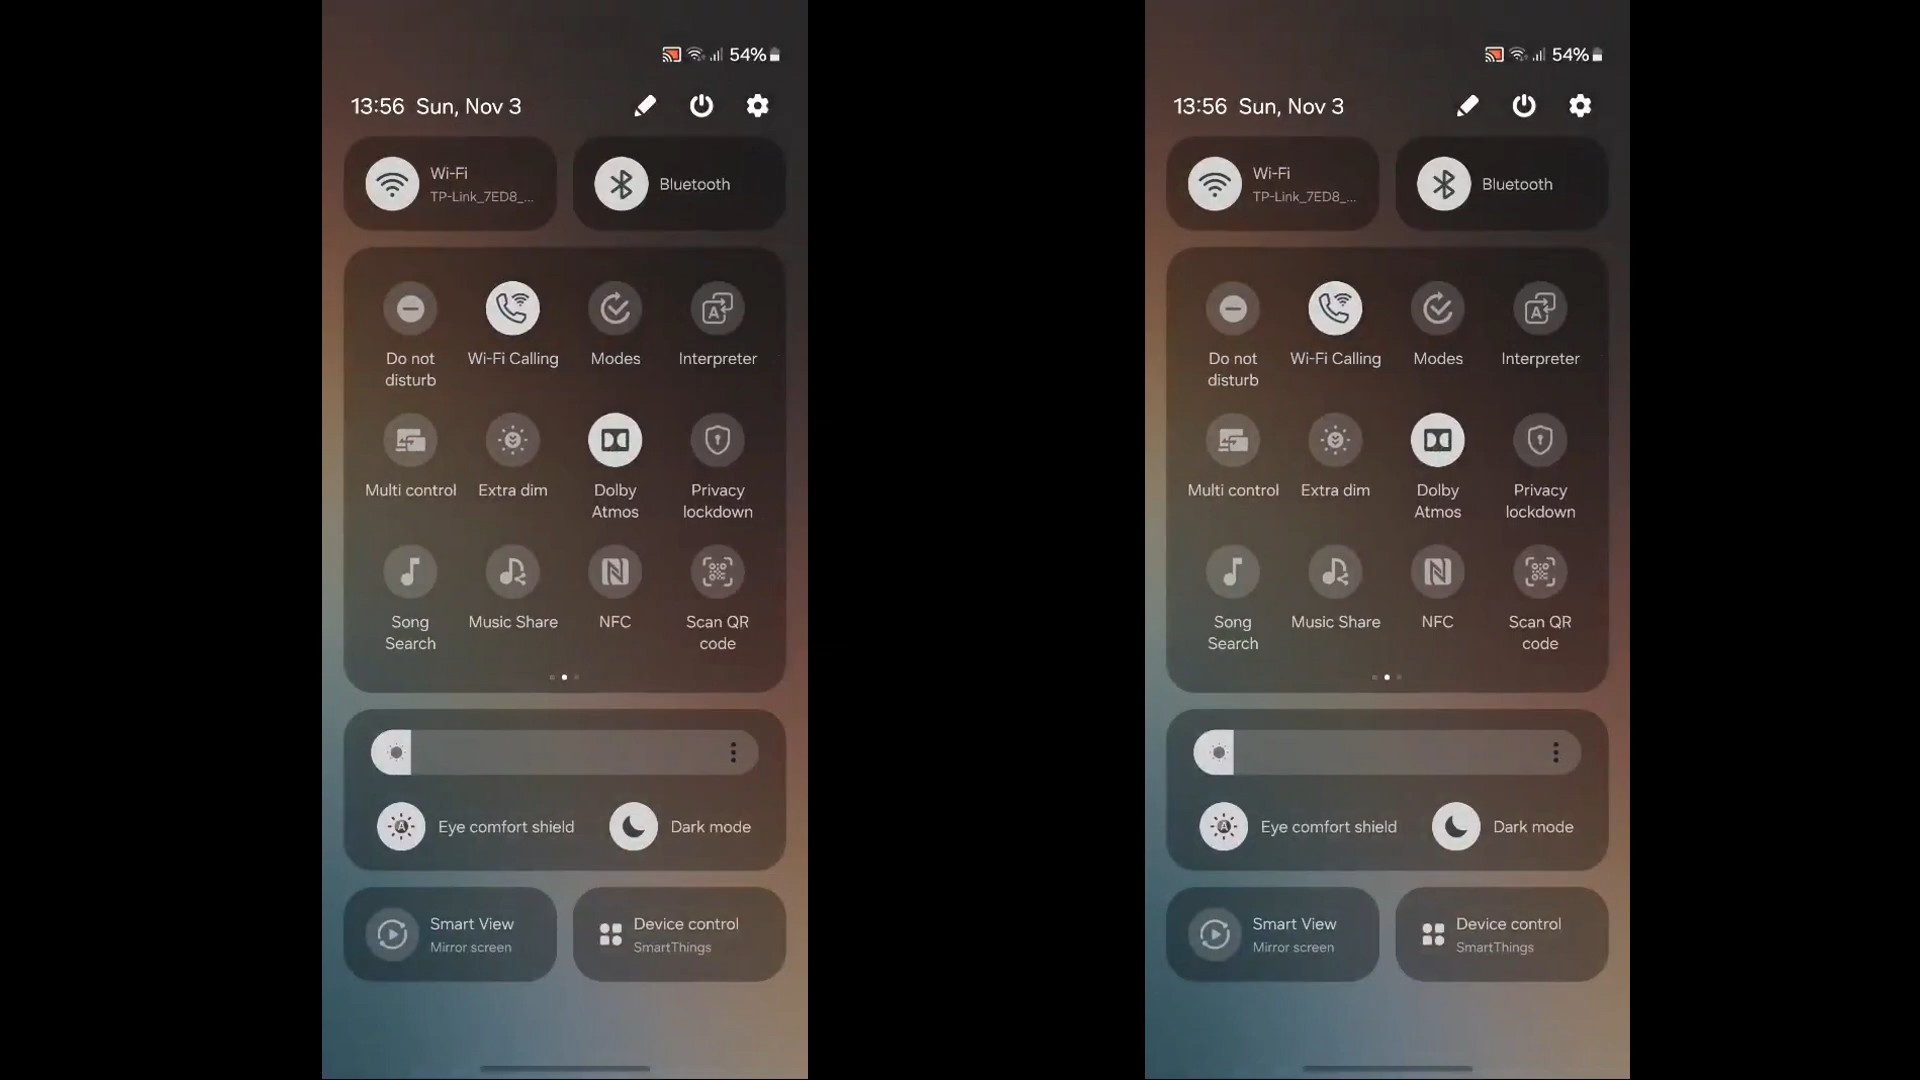 54%
13:56 Sun, Nov 3
Wi-Fi
TP-Link_7ED8_...
Bluetooth
Do not
disturb
Wi-Fi Calling
Modes
Interpreter
Multi control
Extra dim
Dolby
Atmos
Privacy
lockdown
Song
Search
Music Share
NFC
Scan QR
code
Eye comfort shield
Dark mode
Smart View
Mirror screen
Device control
SmartThings
54%
13:56 Sun, Nov 3
Wi-Fi
TP-Link_7ED8_...
Bluetooth
Do not
disturb
Wi-Fi Calling
Modes
Interpreter
Multi control
Extra dim
Dolby
Atmos
Privacy
lockdown
Song
Search
Music Share
NFC
Scan QR
code
Eye comfort shield
Dark mode
Smart View
Mirror screen
Device control
SmartThings